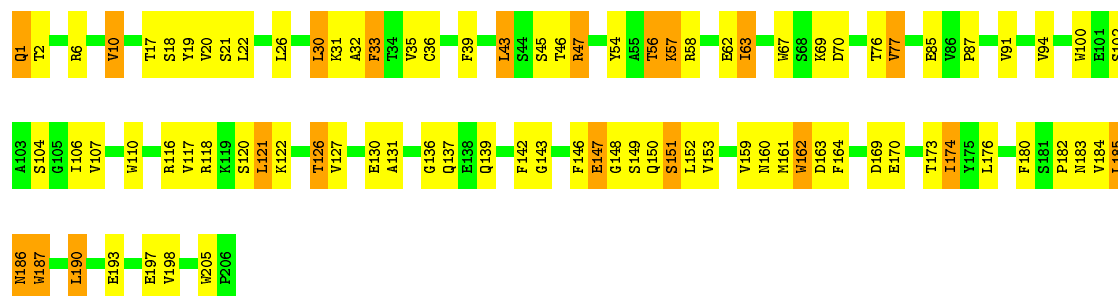 Q1 T2 R6 V10 T17 S18 Y19 V20 S21 L22 L26 L30 K31 A32 F33 T34 V35 C36 F39 L43 S44 S45 T46 R47 Y54 A55 T56 K57 R58 E62 I63 W67 S68 K69 D70 T76 V77 E85 V86 P87 V91 V94 W100 E101 S102
A103 S104 G105 I106 V107 W110 R116 V117 R118 K119 S120 L121 K122 T126 V127 E130 A131 G136 Q137 E138 Q139 F142 G143 F146 E147 G148 S149 Q150 S151 L152 V153 V159 N160 M161 W162 D163 F164 D169 E170 T173 I174 Y175 L176 F180 S181 P182 N183 V184 L185
N186 W187 L190 E193 E197 V198 W205 P206